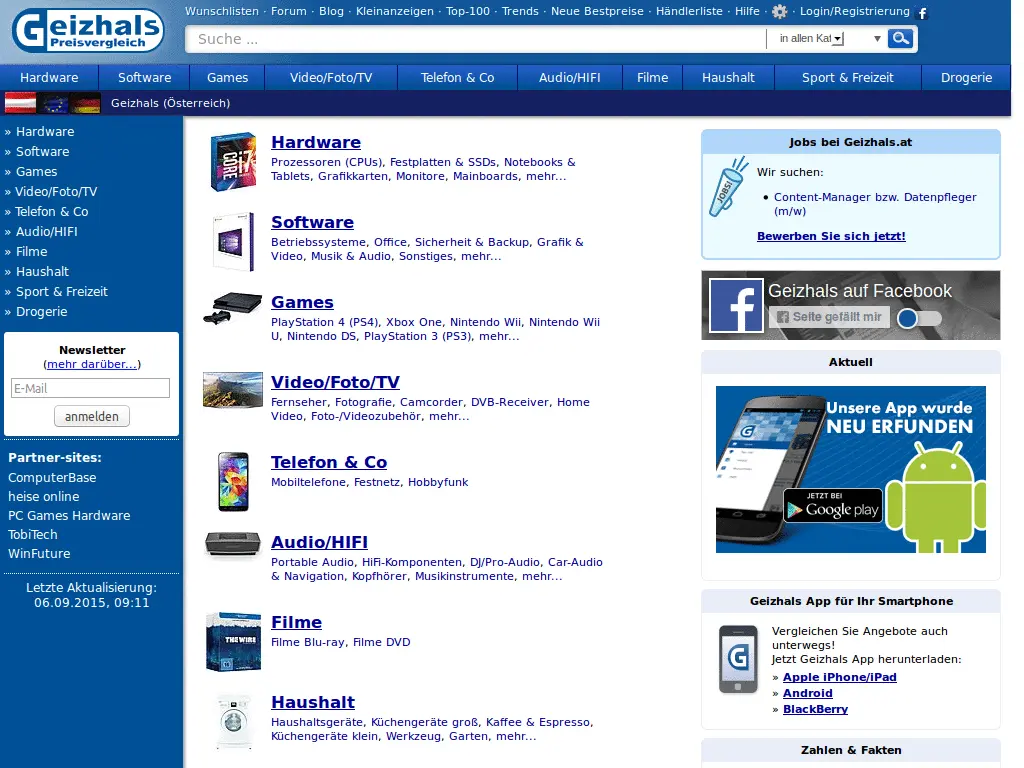 Geizhals
Preisvergleich
Wunschlisten · Forum · Blog · Kleinanzeigen · Top-100 · Trends · Neue Bestpreise · Händlerliste · Hilfe · · Login/Registrierung
Suche ...
in allen Kat
Hardware
Software
Games
Video/Foto/TV
Telefon & Co
Audio/HIFI
Filme
Haushalt
Sport & Freizeit
Drogerie
Geizhals (Österreich)
» Hardware
» Software
» Games
» Video/Foto/TV
» Telefon & Co
» Audio/HIFI
» Filme
» Haushalt
» Sport & Freizeit
» Drogerie
Newsletter
(mehr darüber...)
E-Mail
anmelden
Partner-sites:
ComputerBase
heise online
PC Games Hardware
TobiTech
WinFuture
Letzte Aktualisierung:
06.09.2015, 09:11
CORE i7
Hardware
Prozessoren (CPUs), Festplatten & SSDs, Notebooks &
Tablets, Grafikkarten, Monitore, Mainboards, mehr...
Software
Betriebssysteme, Office, Sicherheit & Backup, Grafik &
Video, Musik & Audio, Sonstiges, mehr...
Games
PlayStation 4 (PS4), Xbox One, Nintendo Wii, Nintendo Wii
U, Nintendo DS, PlayStation 3 (PS3), mehr...
Video/Foto/TV
Fernseher, Fotografie, Camcorder, DVB-Receiver, Home
Video, Foto-/Videozubehör, mehr...
Telefon & Co
Mobiltelefone, Festnetz, Hobbyfunk
Audio/HIFI
Portable Audio, HiFi-Komponenten, DJ/Pro-Audio, Car-Audio
& Navigation, Kopfhörer, Musikinstrumente, mehr...
THE WIRE
Filme
Filme Blu-ray, Filme DVD
Haushalt
Haushaltsgeräte, Küchengeräte groß, Kaffee & Espresso,
Küchengeräte klein, Werkzeug, Garten, mehr...
Jobs bei Geizhals.at
JOBS!
Wir suchen:
• Content-Manager bzw. Datenpfleger
(m/w)
Bewerben Sie sich jetzt!
Geizhals auf Facebook
Seite gefällt mir
Aktuell
Unsere App wurde
NEU ERFUNDEN
JETZT BEI
Google play
Geizhals App für Ihr Smartphone
Vergleichen Sie Angebote auch
unterwegs!
Jetzt Geizhals App herunterladen:
» Apple iPhone/iPad
» Android
» BlackBerry
Zahlen & Fakten